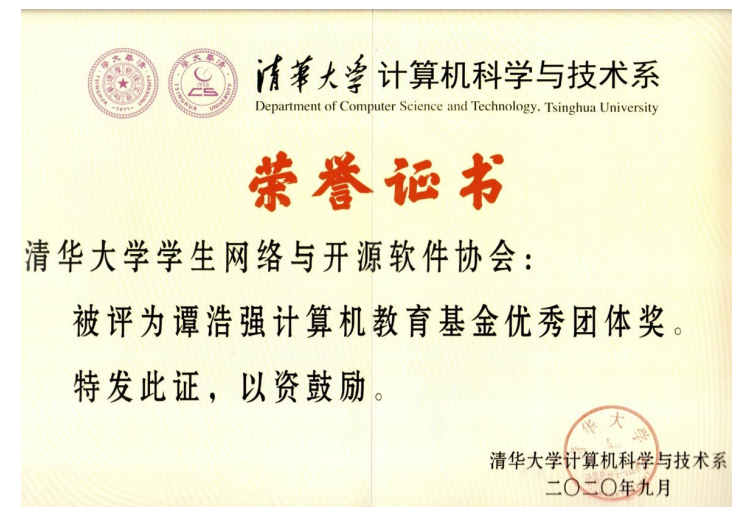 清华大学 计算机科学与技术系
Department of Computer Science and Technology, Tsinghua University
荣誉证书
清华大学学生网络与开源软件协会：
被评为谭浩强计算机教育基金优秀团体奖。
特发此证，以资鼓励。
清华大学计算机科学与技术系
二〇二〇年九月